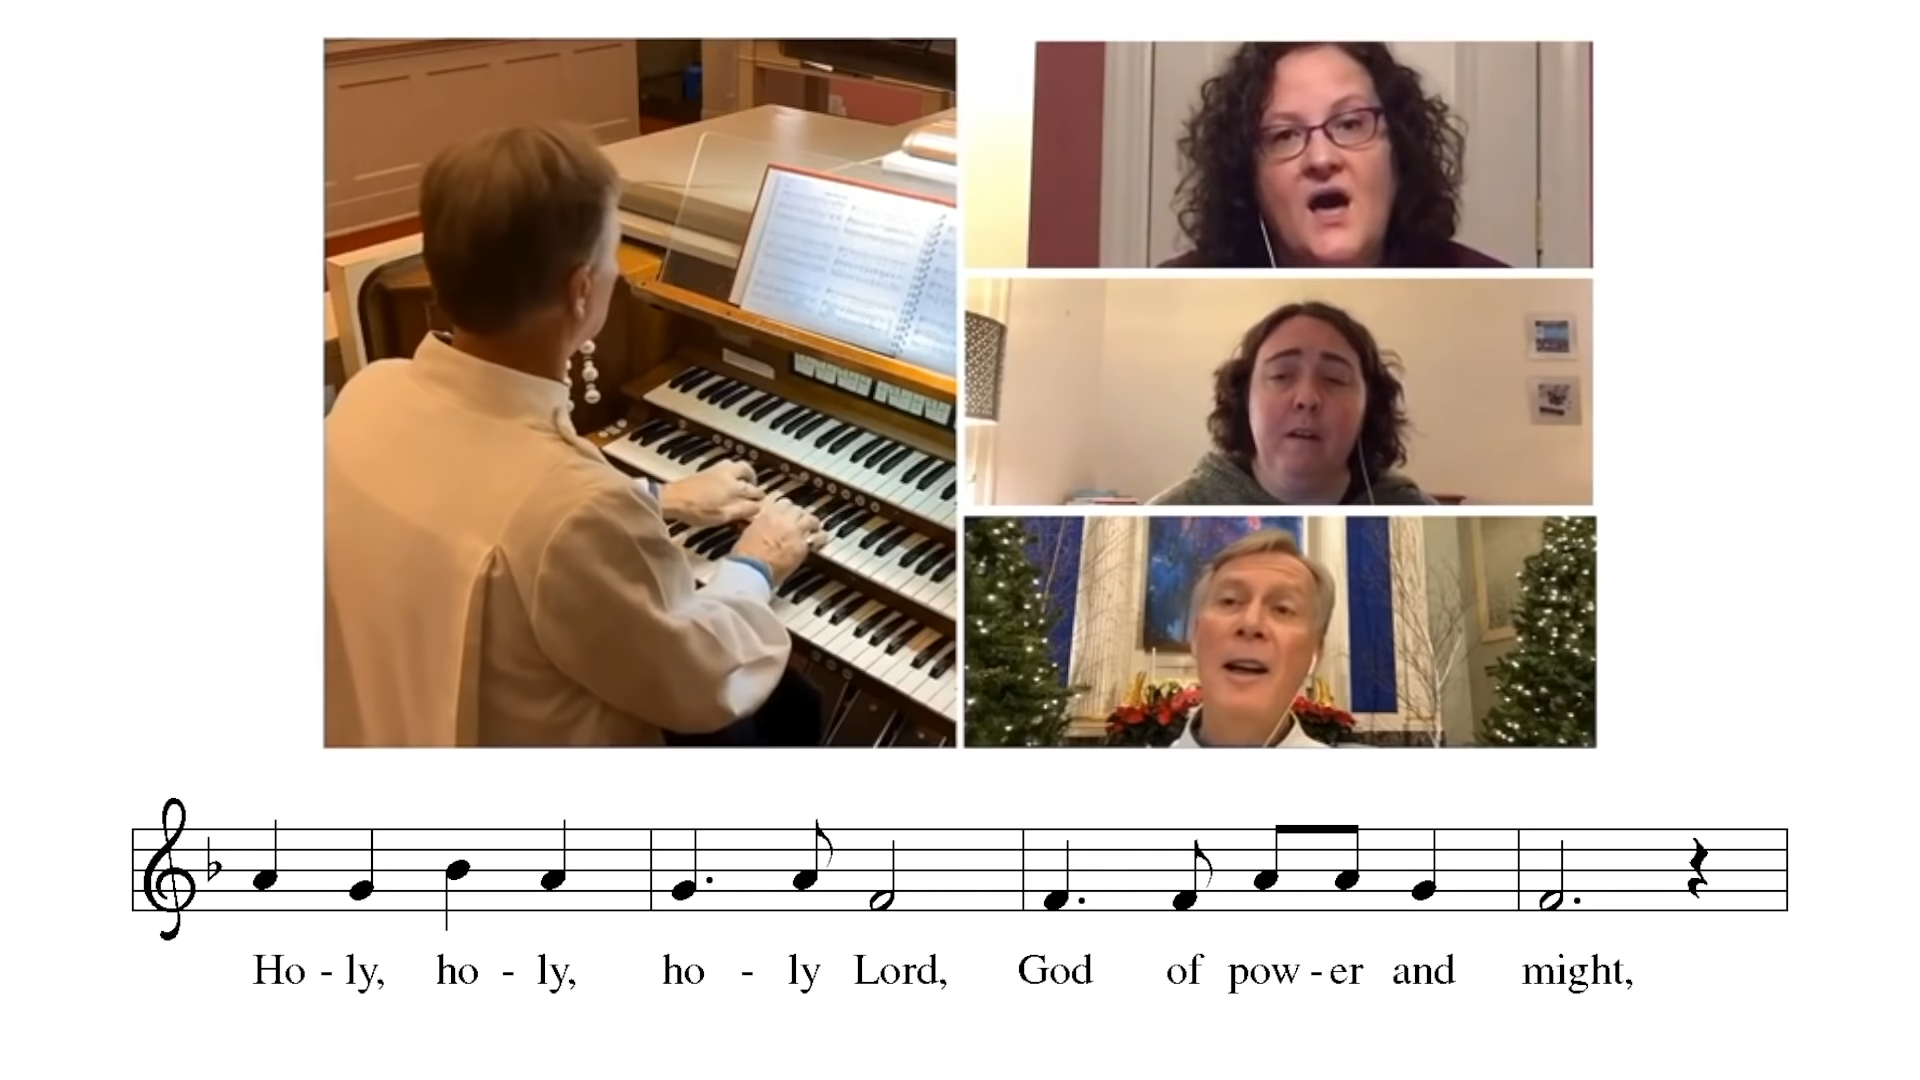 Ho - ly, ho - ly, ho - ly Lord, God of pow - er and might,